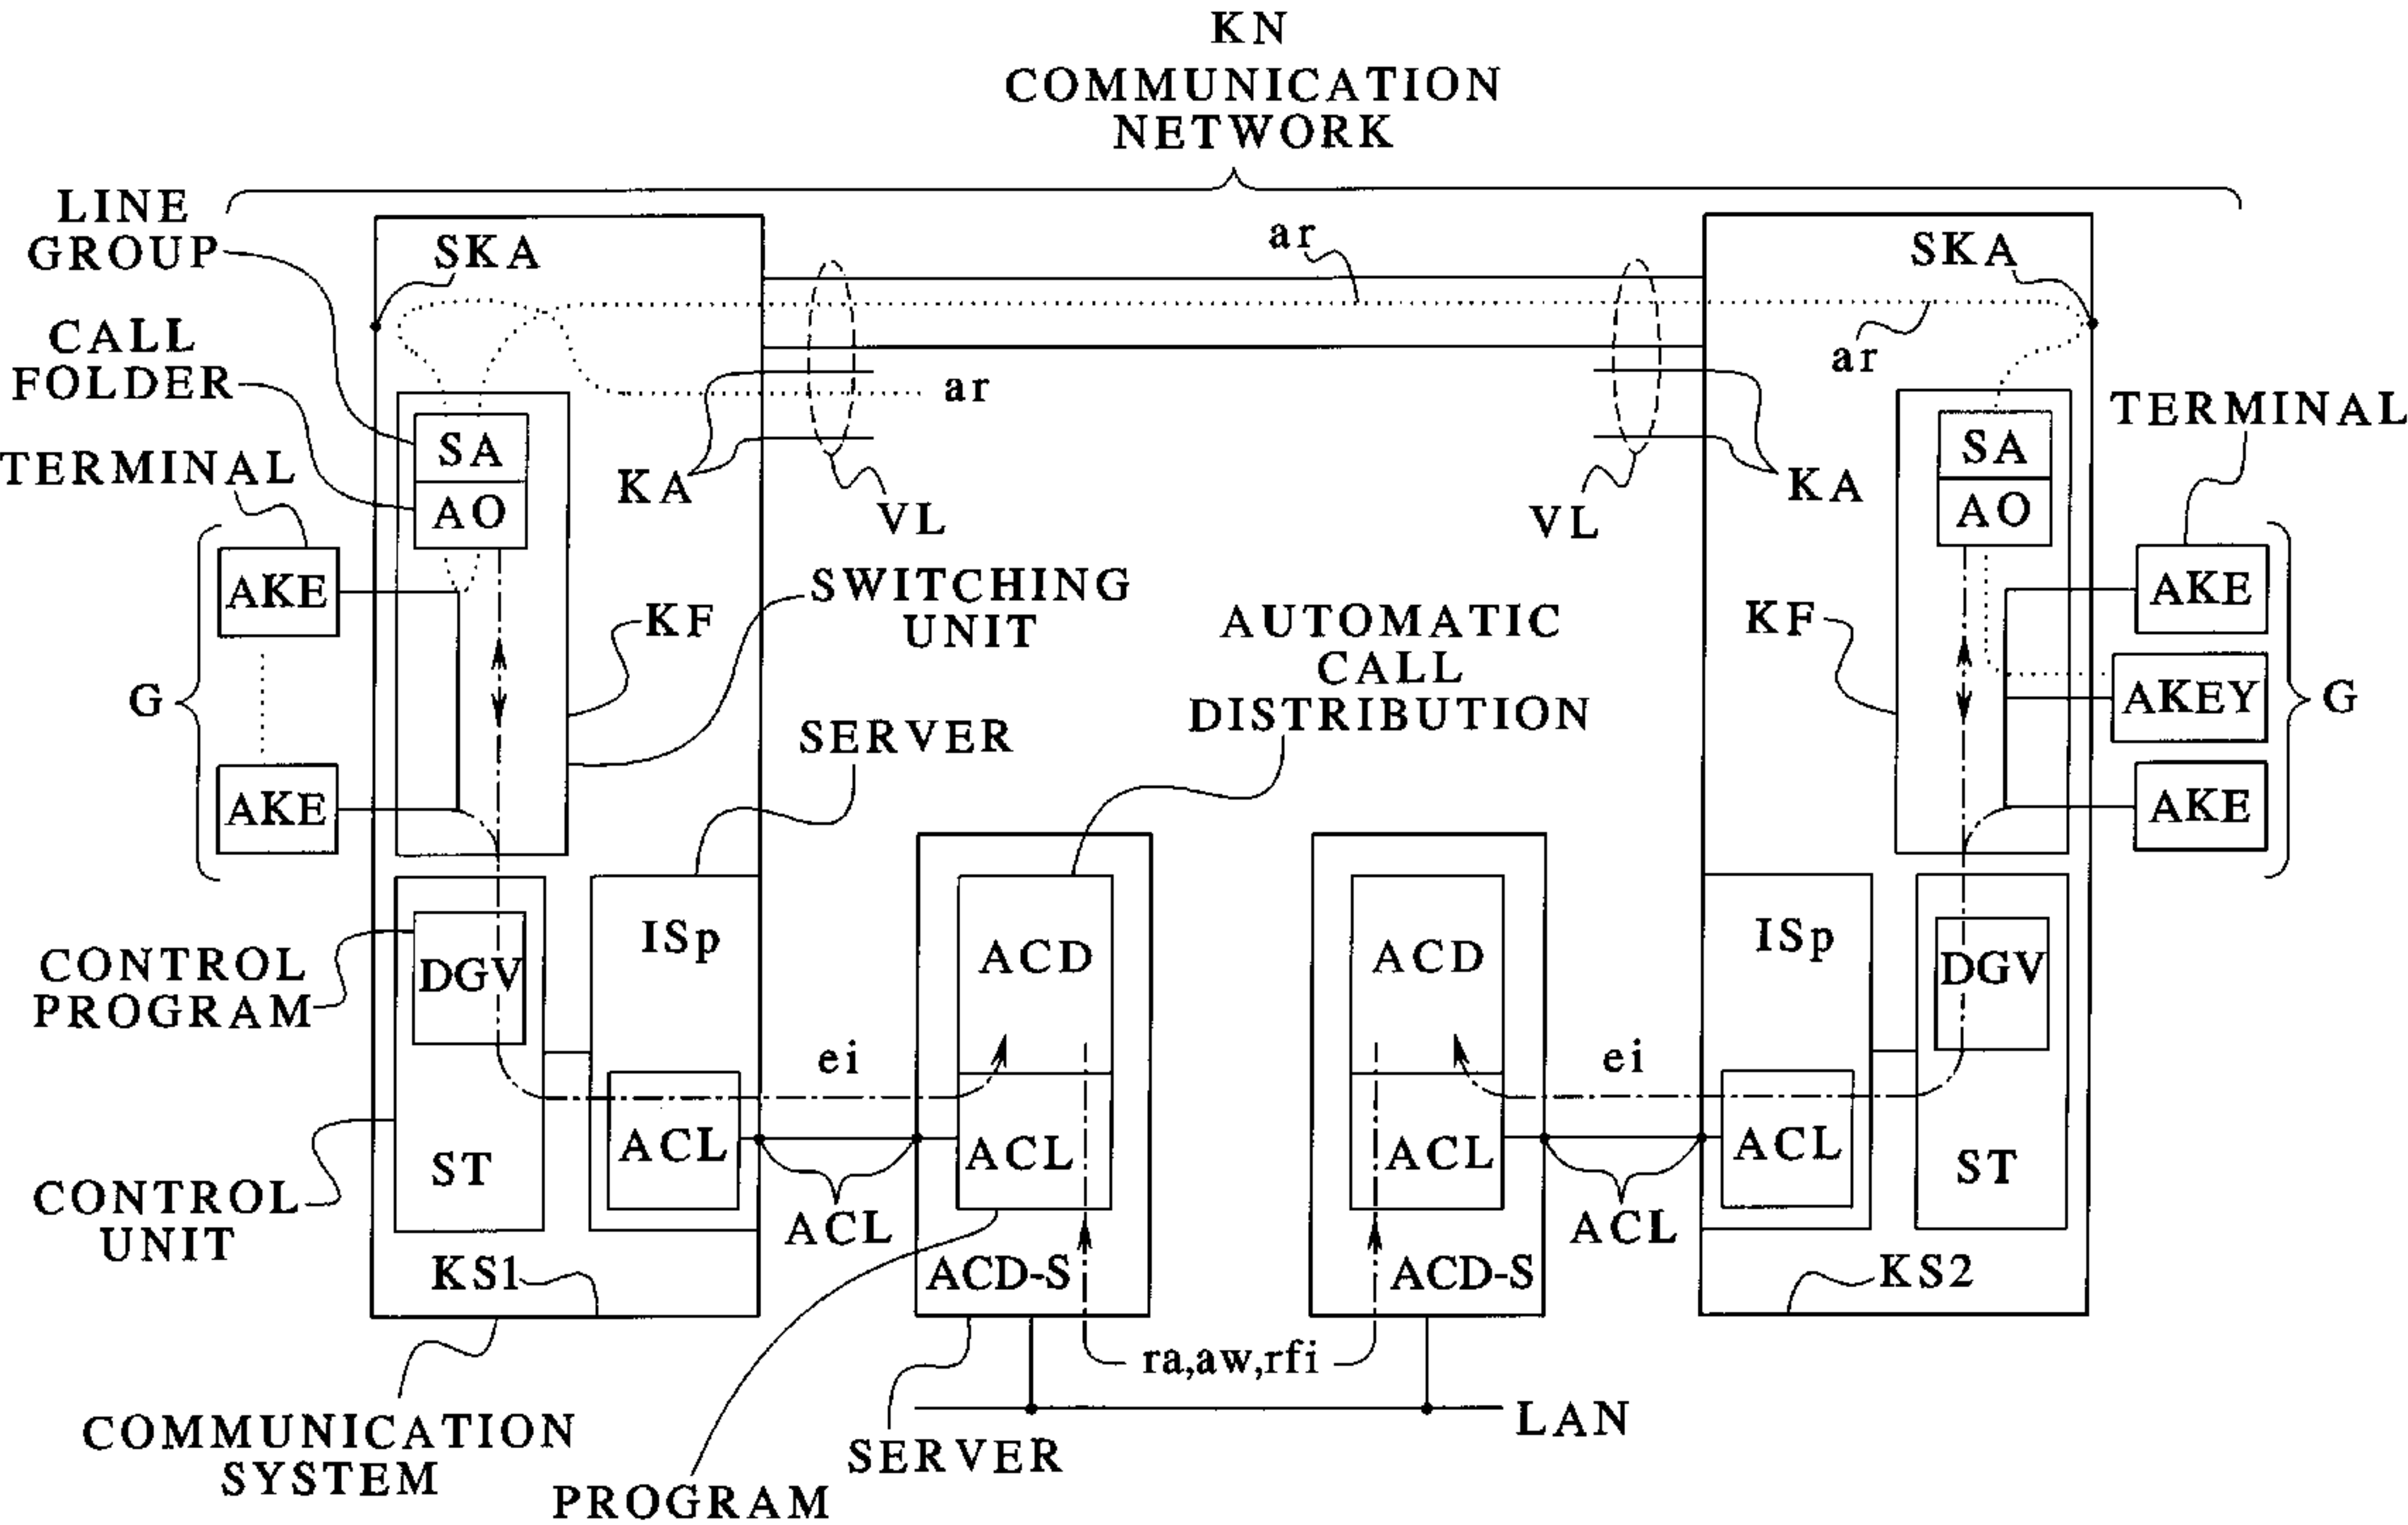 KN
COMMUNICATION
NETWORK
LINE
GROUP
SKA
ar
SKA
CALL
FOLDER
ar
ar
TERMINAL
SA
AO
KA
VL
VL
KA
SA
AO
TERMINAL
G
AKE
AKE
SWITCHING
UNIT
KF
AUTOMATIC
CALL
DISTRIBUTION
KF
AKE
AKEY
AKE
G
SERVER
CONTROL
PROGRAM
DGV
ISp
ACD
ACD
ISp
DGV
ei
ei
ST
ACL
ACL
ACL
ACL
ST
CONTROL
UNIT
ACL
ACL
KS1
ACD-S
ACD-S
KS2
ra,aw,rfi
COMMUNICATION
SYSTEM
LAN
SERVER
PROGRAM